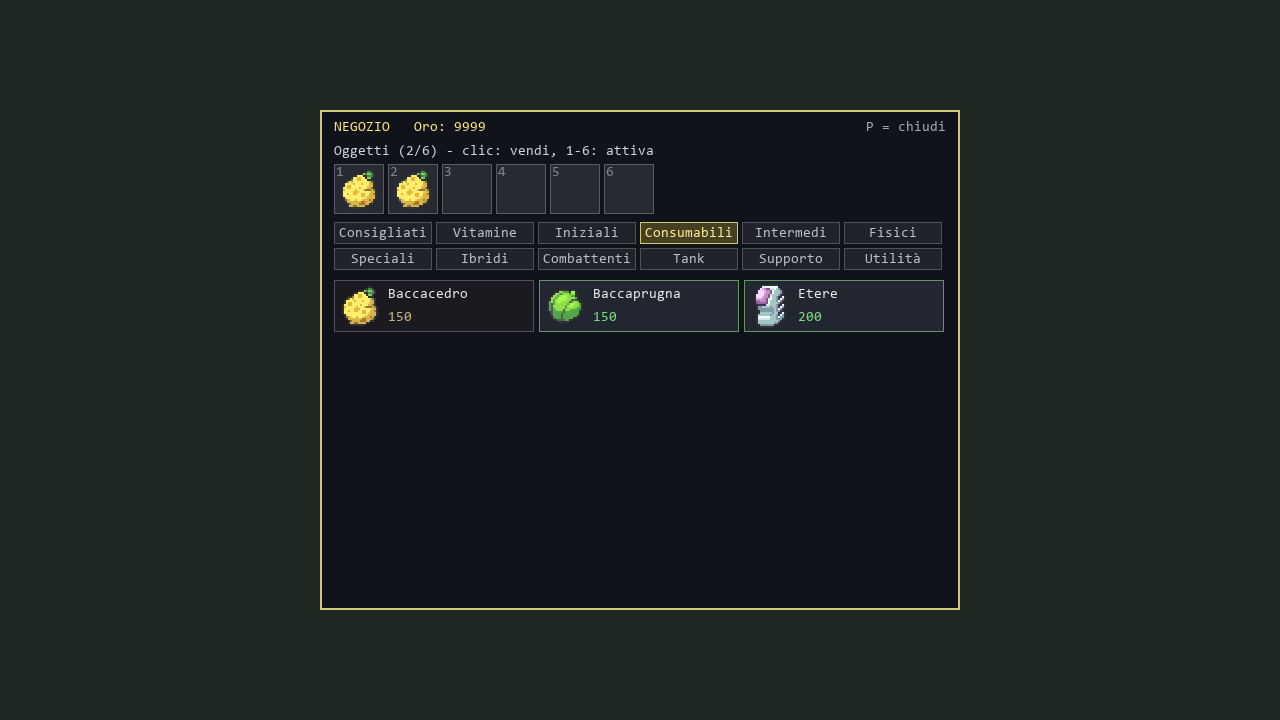 NEGOZIO Oro: 9999 P = chiudi
Oggetti (2/6) - clic: vendi, 1-6: attiva
1 2 3 4 5 6
Consigliati Vitamine Iniziali Consumabili Intermedi Fisici
Speciali Ibridi Combattenti Tank Supporto Utilità
Baccacedro Baccaprugna Etere
150 150 200